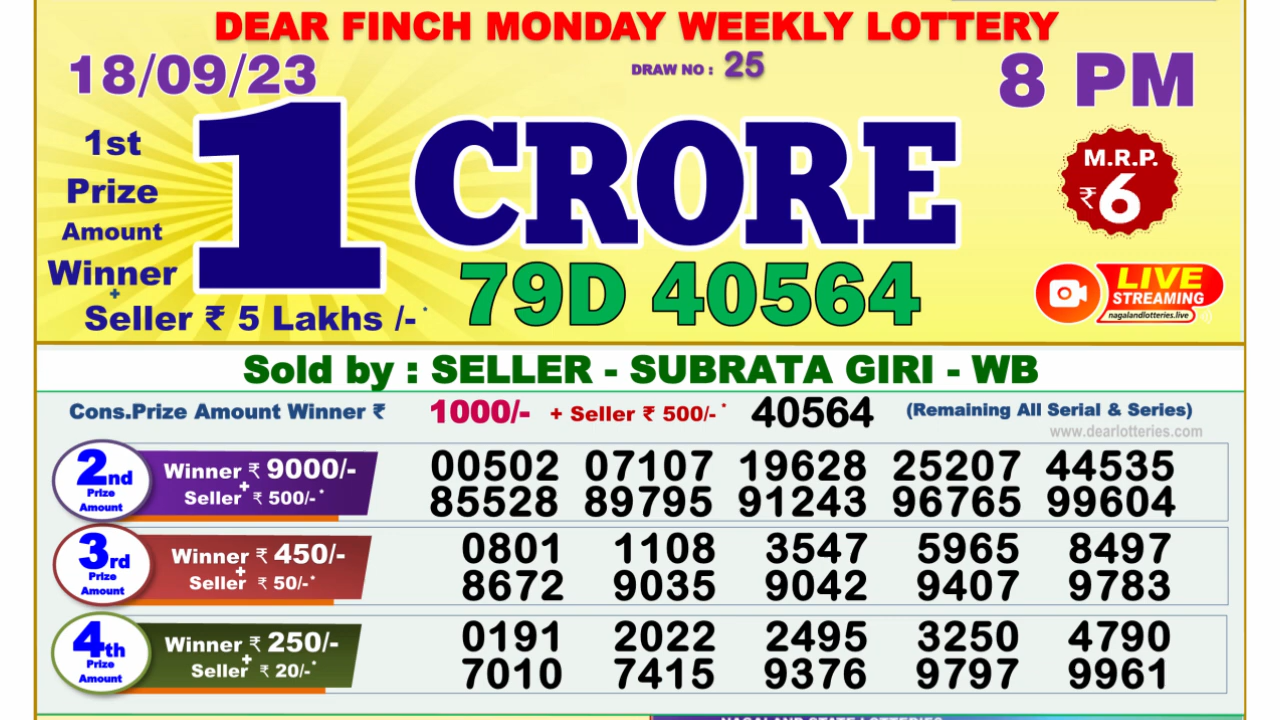 DEAR FINCH MONDAY WEEKLY LOTTERY
18/09/23
DRAW NO : 25
8 PM
1st
Prize
Amount
Winner
+
Seller ₹ 5 Lakhs /-*
1 CRORE
79D 40564
M.R.P.
₹6
LIVE
STREAMING
nagalandlotteries.live
Sold by : SELLER - SUBRATA GIRI - WB
Cons.Prize Amount Winner ₹ 1000/- + Seller ₹ 500/-* 40564 (Remaining All Serial & Series)
www.dearlotteries.com
2nd
Prize
Amount
Winner ₹ 9000/-
+
Seller ₹ 500/-*
00502 07107 19628 25207 44535
85528 89795 91243 96765 99604
3rd
Prize
Amount
Winner ₹ 450/-
+
Seller ₹ 50/-*
0801 1108 3547 5965 8497
8672 9035 9042 9407 9783
4th
Prize
Amount
Winner ₹ 250/-
+
Seller ₹ 20/-*
0191 2022 2495 3250 4790
7010 7415 9376 9797 9961
NAGALAND STATE LOTTERIES